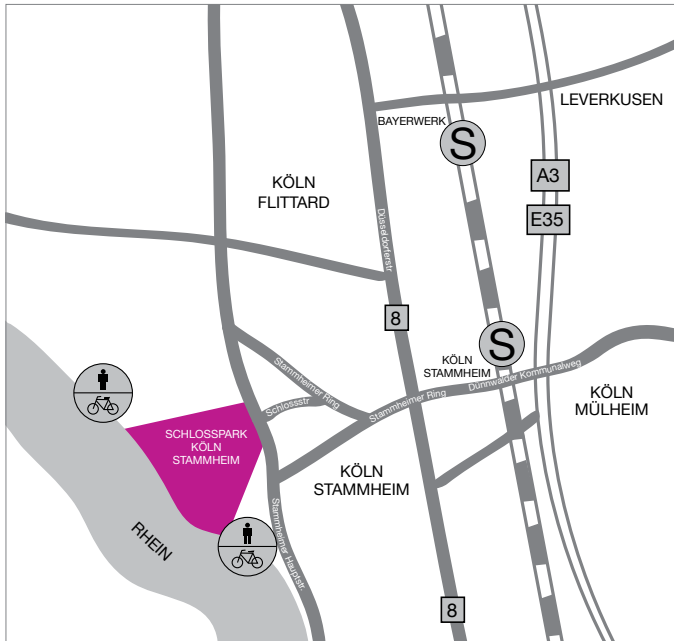 LEVERKUSEN
BAYERWERK
S
A3
E35
KÖLN
FLITTARD
Düsseldorferstr
8
KÖLN
STAMMHEIM
S
Stammheimer Ring
Schlossstr
Stammheimer Ring
Dünnwalder Kommunalweg
KÖLN
MÜLHEIM
SCHLOSSPARK
KÖLN
STAMMHEIM
KÖLN
STAMMHEIM
RHEIN
Stammheimer Hauptstr.
8